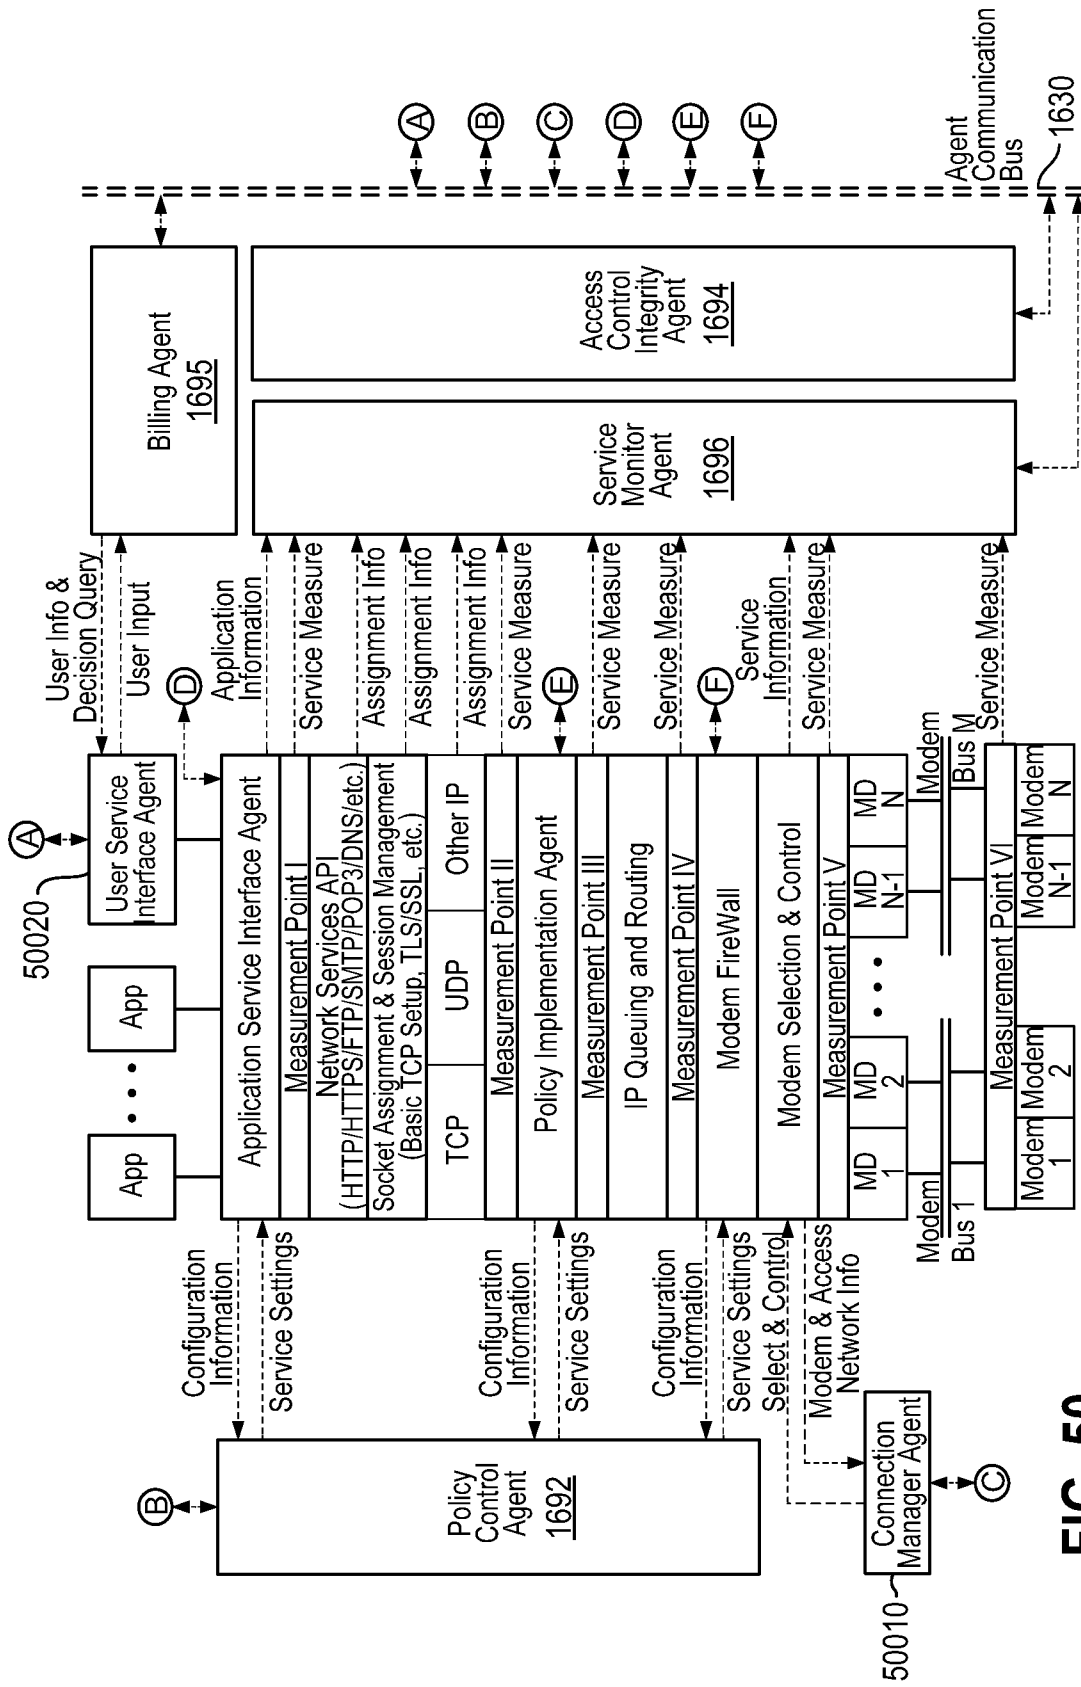 A
50020
User Service
Interface Agent
App
App
User Info &
Decision Query
User Input
Billing Agent
1695
D
B
Policy
Control
Agent
1692
Configuration
Information
Service Settings
Configuration
Information
Service Settings
Configuration
Information
Service Settings
Select & Control
Modem & Access
Network Info
Connection
Manager Agent
50010
C
Application Service Interface Agent
Measurement Point I
Network Services API
(HTTP/HTTPS/FTP/SMTP/POP3/DNS/etc.)
Socket Assignment & Session Management
(Basic TCP Setup, TLS/SSL, etc.)
TCP
UDP
Other IP
Measurement Point II
Policy Implementation Agent
Measurement Point III
IP Queuing and Routing
Measurement Point IV
Modem FireWall
Modem Selection & Control
Measurement Point V
MD
1
MD
2
MD
N-1
MD
N
Modem
Bus 1
Modem
Bus M
Measurement Point VI
Modem
1
Modem
2
Modem
N-1
Modem
N
Application
Information
Service Measure
Assignment Info
Assignment Info
Assignment Info
Service Measure
E
Service Measure
Service Measure
F
Service
Information
Service Measure
Service Measure
Service
Monitor
Agent
1696
Access
Control
Integrity
Agent
1694
A
B
C
D
E
F
Agent
Communication
Bus
1630
FIG. 50